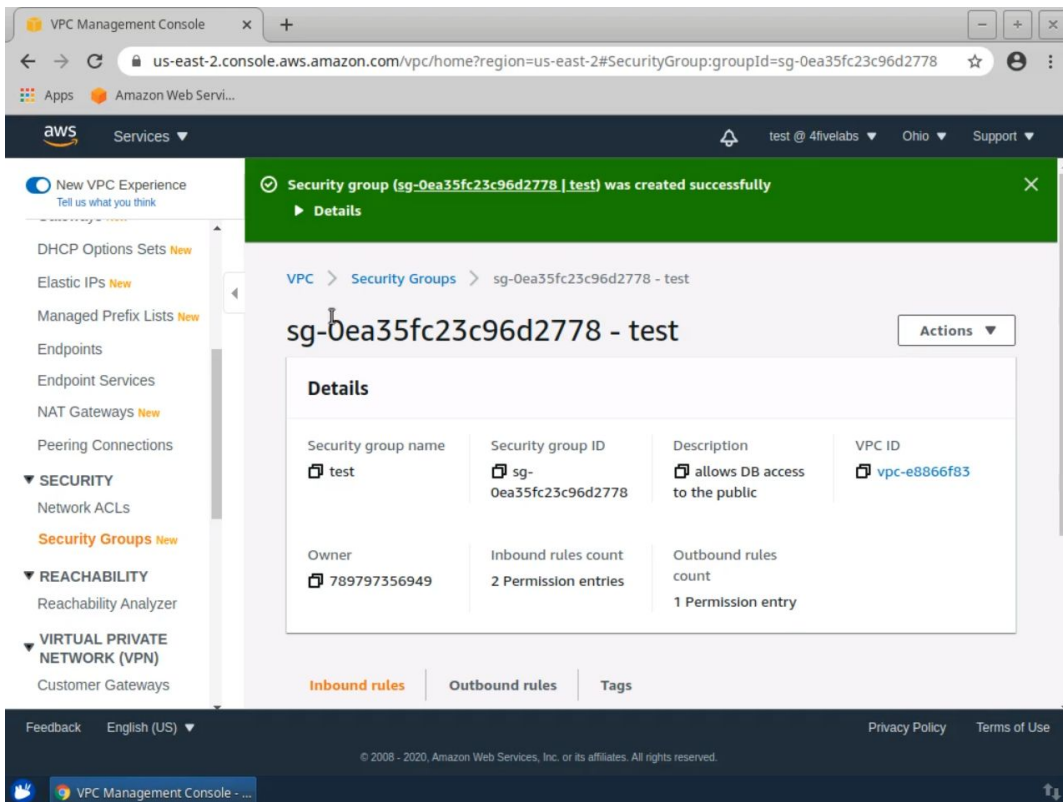 VPC Management Console
us-east-2.console.aws.amazon.com/vpc/home?region=us-east-2#SecurityGroup:groupId=sg-0ea35fc23c96d2778
Apps
Amazon Web Servi...
aws
Services
test @ 4fivelabs
Ohio
Support
New VPC Experience
Tell us what you think
DHCP Options Sets New
Elastic IPs New
Managed Prefix Lists New
Endpoints
Endpoint Services
NAT Gateways New
Peering Connections
SECURITY
Network ACLs
Security Groups New
REACHABILITY
Reachability Analyzer
VIRTUAL PRIVATE
NETWORK (VPN)
Customer Gateways
Security group (sg-0ea35fc23c96d2778 | test) was created successfully
Details
VPC > Security Groups > sg-0ea35fc23c96d2778 - test
sg-0ea35fc23c96d2778 - test
Actions
Details
Security group name
test
Security group ID
sg-
0ea35fc23c96d2778
Description
allows DB access
to the public
VPC ID
vpc-e8866f83
Owner
789797356949
Inbound rules count
2 Permission entries
Outbound rules
count
1 Permission entry
Inbound rules
Outbound rules
Tags
Feedback
English (US)
Privacy Policy
Terms of Use
© 2008 - 2020, Amazon Web Services, Inc. or its affiliates. All rights reserved.
VPC Management Console - ...